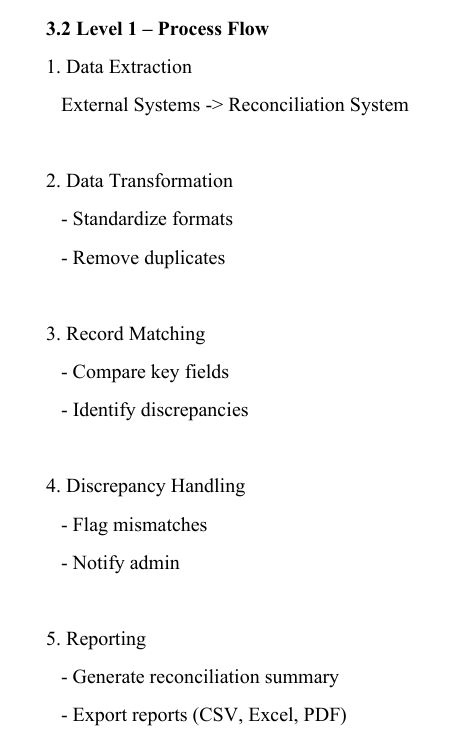 3.2 Level 1 – Process Flow
1. Data Extraction
External Systems -> Reconciliation System
2. Data Transformation
- Standardize formats
- Remove duplicates
3. Record Matching
- Compare key fields
- Identify discrepancies
4. Discrepancy Handling
- Flag mismatches
- Notify admin
5. Reporting
- Generate reconciliation summary
- Export reports (CSV, Excel, PDF)